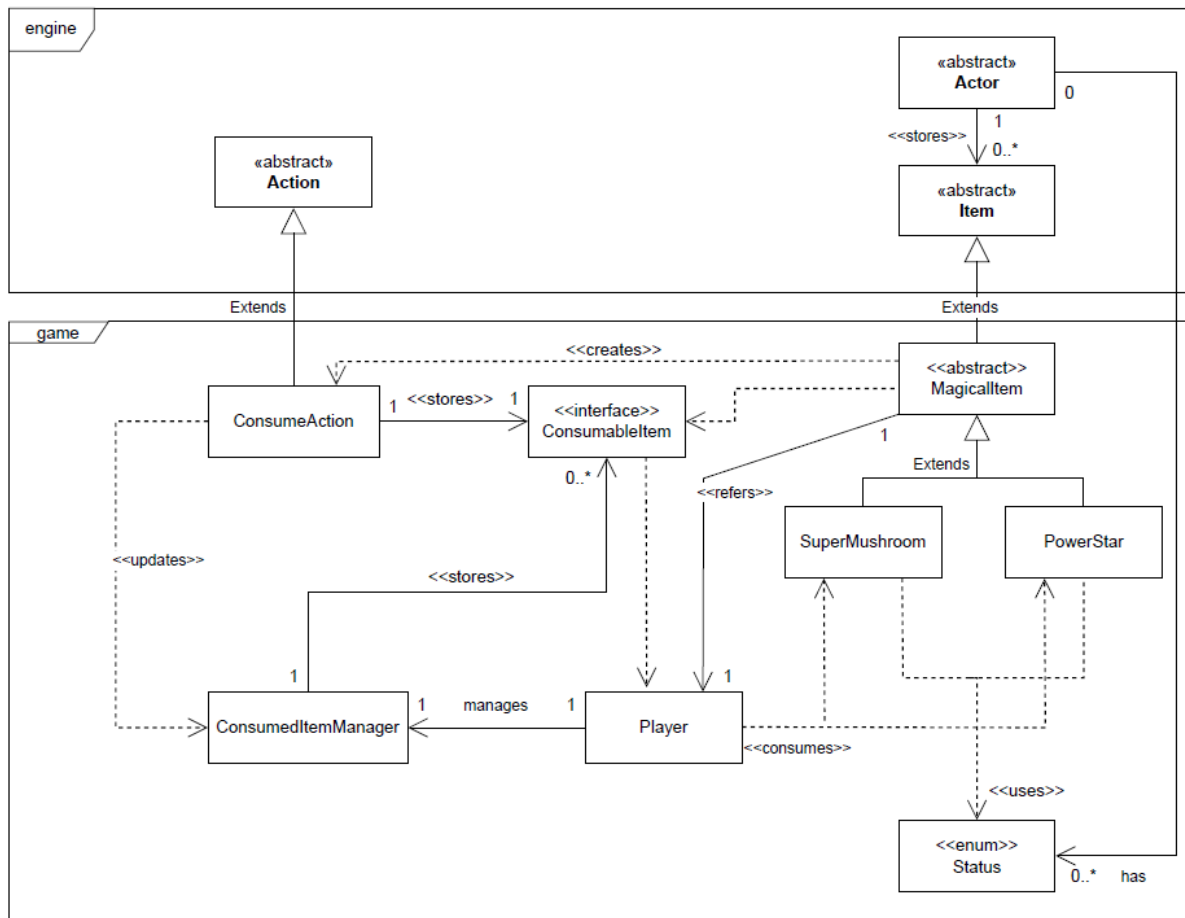 engine
«abstract»
Actor
0
1
<<stores>>
0..*
«abstract»
Action
«abstract»
Item
Extends
Extends
game
<<creates>>
<<abstract>>
MagicalItem
ConsumeAction
1
<<stores>>
1
<<interface>>
ConsumableItem
1
0..*
Extends
<<refers>>
SuperMushroom
PowerStar
<<updates>>
<<stores>>
1
1
ConsumedItemManager
1
manages
1
Player
<<consumes>>
<<uses>>
<<enum>>
Status
0..*
has